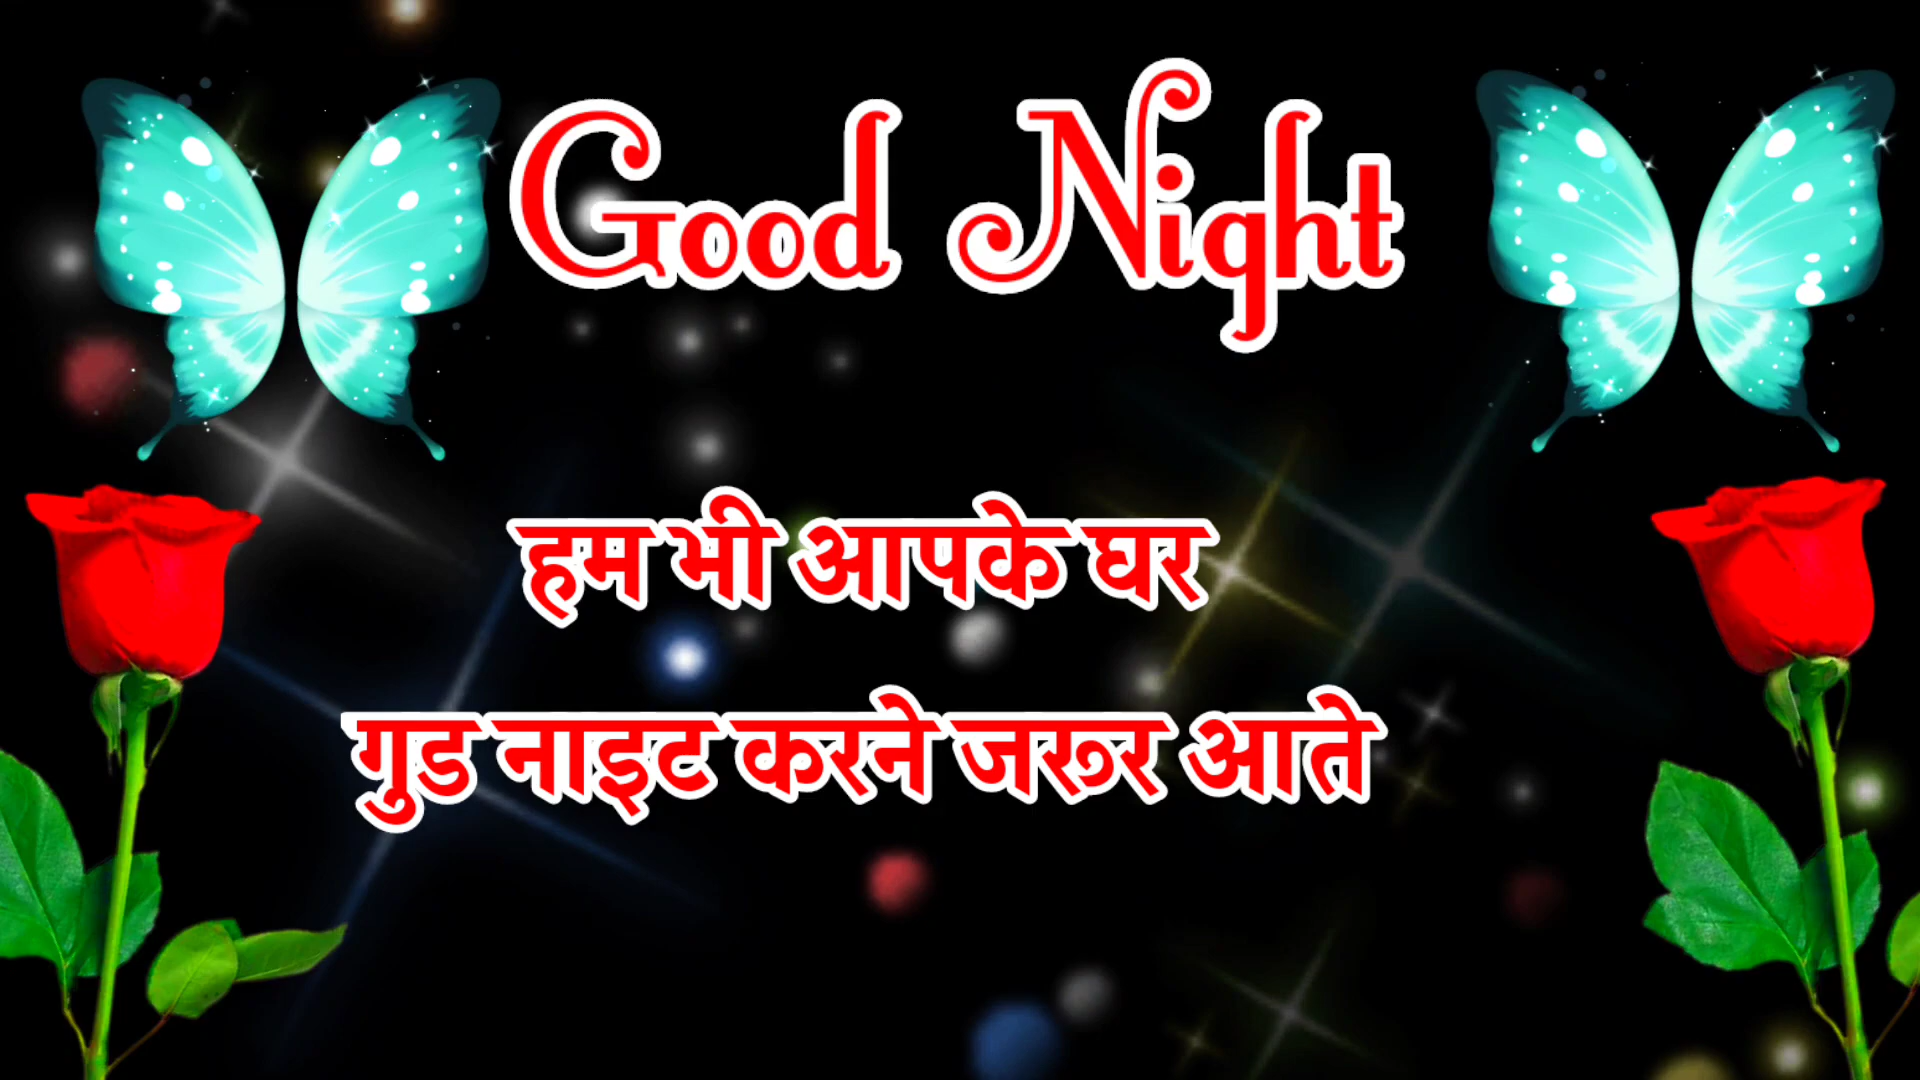 Good Night
हम भी आपके घर
गुड नाइट करने जरूर आते